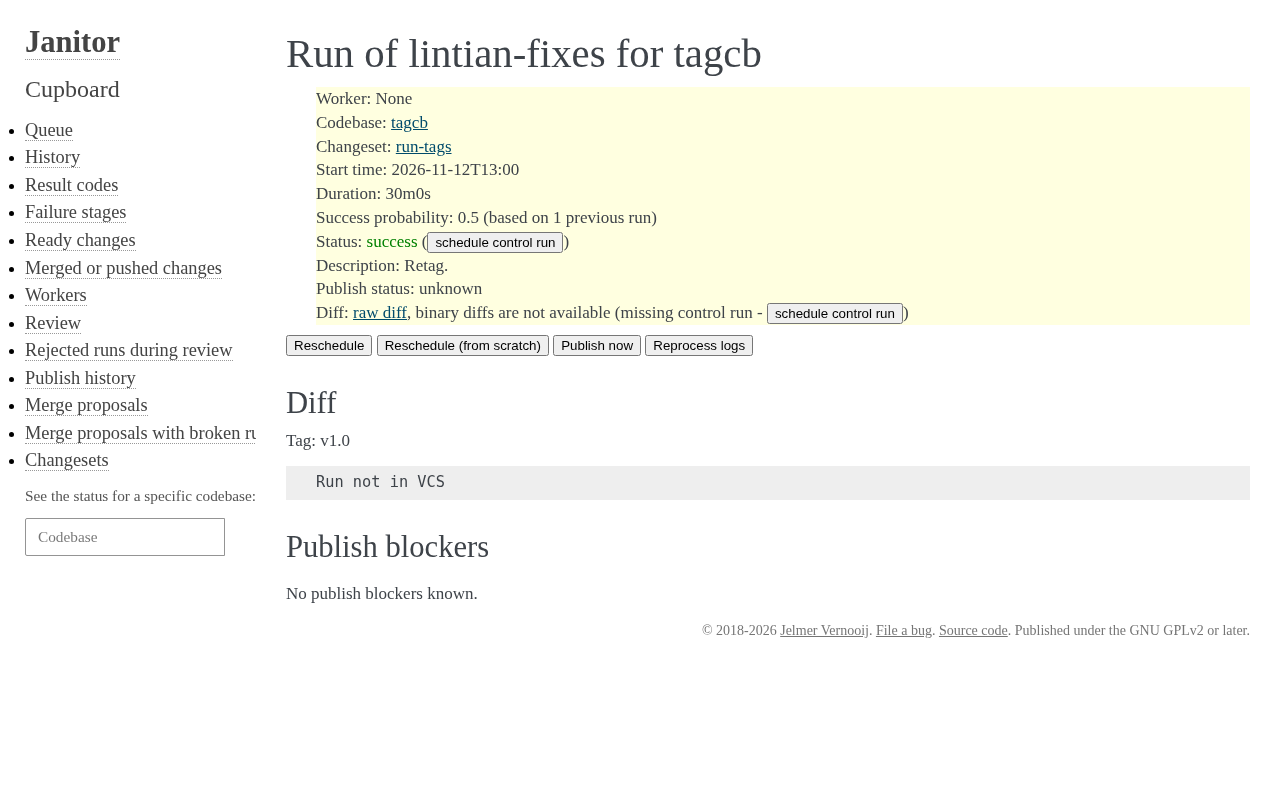 Janitor
Cupboard
Queue
History
Result codes
Failure stages
Ready changes
Merged or pushed changes
Workers
Review
Rejected runs during review
Publish history
Merge proposals
Merge proposals with broken ru
Changesets
See the status for a specific codebase:
Codebase
Run of lintian-fixes for tagcb
Worker: None
Codebase: tagcb
Changeset: run-tags
Start time: 2026-11-12T13:00
Duration: 30m0s
Success probability: 0.5 (based on 1 previous run)
Status: success (schedule control run)
Description: Retag.
Publish status: unknown
Diff: raw diff, binary diffs are not available (missing control run - schedule control run)
Reschedule Reschedule (from scratch) Publish now Reprocess logs
Diff
Tag: v1.0
Run not in VCS
Publish blockers
No publish blockers known.
© 2018-2026 Jelmer Vernooij. File a bug. Source code. Published under the GNU GPLv2 or later.